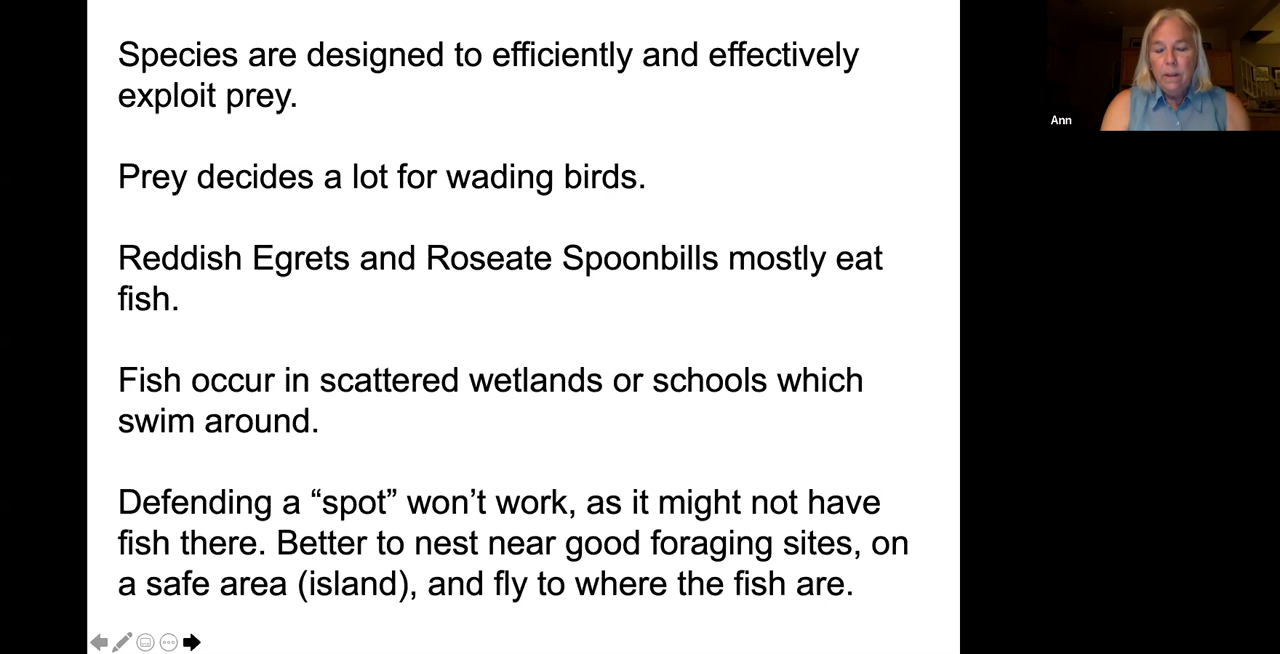 Species are designed to efficiently and effectively
exploit prey.
Prey decides a lot for wading birds.
Reddish Egrets and Roseate Spoonbills mostly eat
fish.
Fish occur in scattered wetlands or schools which
swim around.
Defending a “spot” won’t work, as it might not have
fish there. Better to nest near good foraging sites, on
a safe area (island), and fly to where the fish are.
Ann